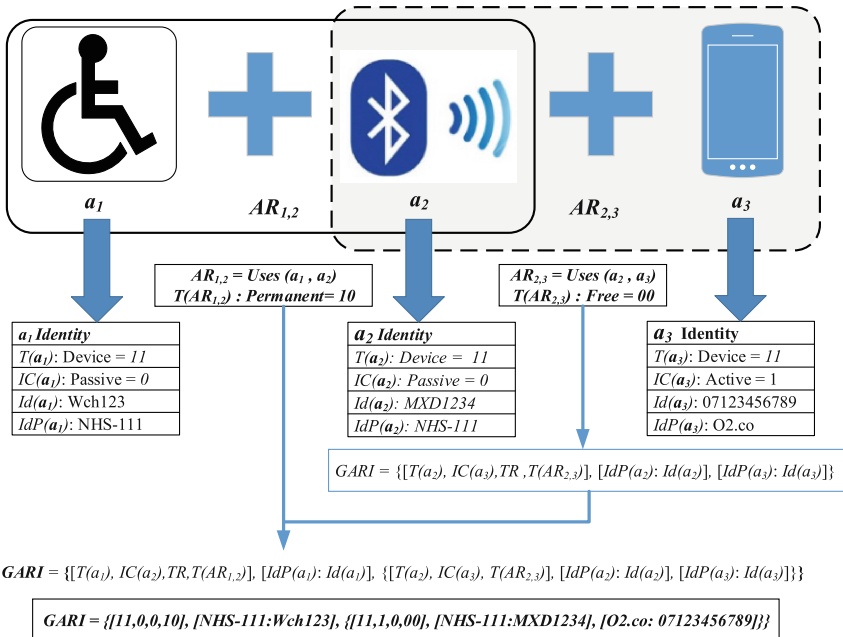 a1 AR1,2 a2 AR2,3 a3
AR1,2 = Uses (a1 , a2)
T(AR1,2) : Permanent= 10
AR2,3 = Uses (a2 , a3)
T(AR2,3) : Free = 00
a1 Identity
T(a1): Device = 11
IC(a1): Passive = 0
Id(a1): Wch123
IdP(a1): NHS-111
a2 Identity
T(a2): Device = 11
IC(a2): Passive = 0
Id(a2): MXD1234
IdP(a2): NHS-111
a3 Identity
T(a3): Device = 11
IC(a3): Active = 1
Id(a3): 07123456789
IdP(a3): O2.co
GARI = {[T(a2), IC(a3),TR ,T(AR2,3)], [IdP(a2): Id(a2)], [IdP(a3): Id(a3)]}
GARI = {[T(a1), IC(a2),TR,T(AR1,2)], [IdP(a1): Id(a1)], {[T(a2), IC(a3), T(AR2,3)], [IdP(a2): Id(a2)], [IdP(a3): Id(a3)]}}
GARI = {[11,0,0,10], [NHS-111:Wch123], {[11,1,0,00], [NHS-111:MXD1234], [O2.co: 07123456789]}}